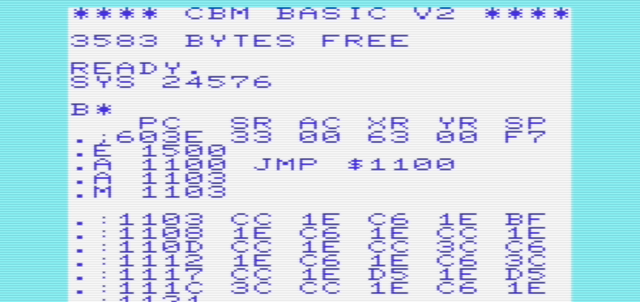 **** CBM BASIC V2 ****
3583 BYTES FREE
READY.
SYS 24576
B*
PC SR AC XR YR SP
.;603E 33 00 63 00 F7
.E 1500
.A 1100 JMP $1100
.A 1103
.M 1103
.:1103 CC 1E C6 1E BF
.:1108 1E C6 1E C6 1E
.:110D CC 1E CC 3C C6
.:1112 1E C6 1E C6 3C
.:1117 CC 1E D5 1E D5
.:111C 3C CC 1E C6 1E
.:1121